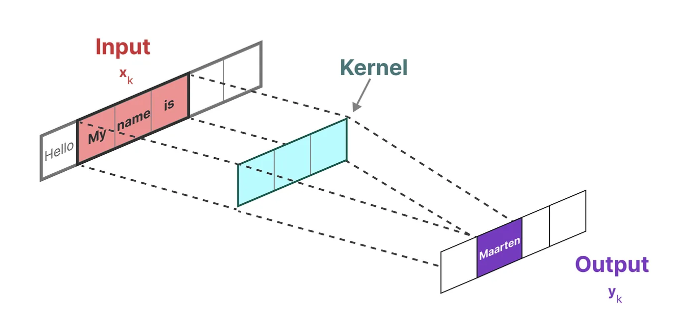 Input
xk
Kernel
Hello My name is
Maarten
Output
yk